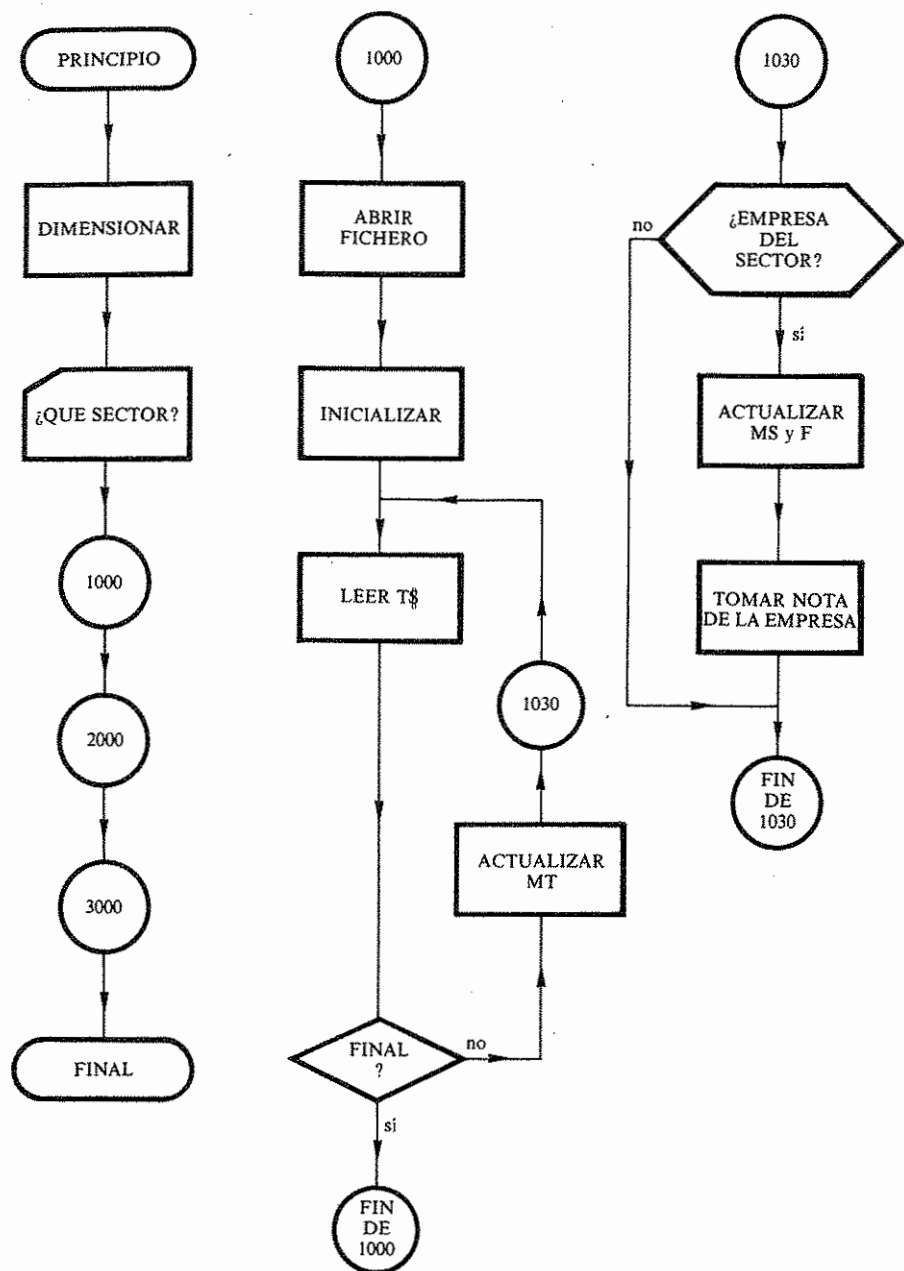 PRINCIPIO
DIMENSIONAR
¿QUE SECTOR?
1000
2000
3000
FINAL
1000
ABRIR
FICHERO
INICIALIZAR
LEER T$
1030
ACTUALIZAR
MT
FINAL
?
no
sí
FIN
DE
1000
1030
¿EMPRESA
DEL
SECTOR?
no
sí
ACTUALIZAR
MS y F
TOMAR NOTA
DE LA EMPRESA
FIN
DE
1030